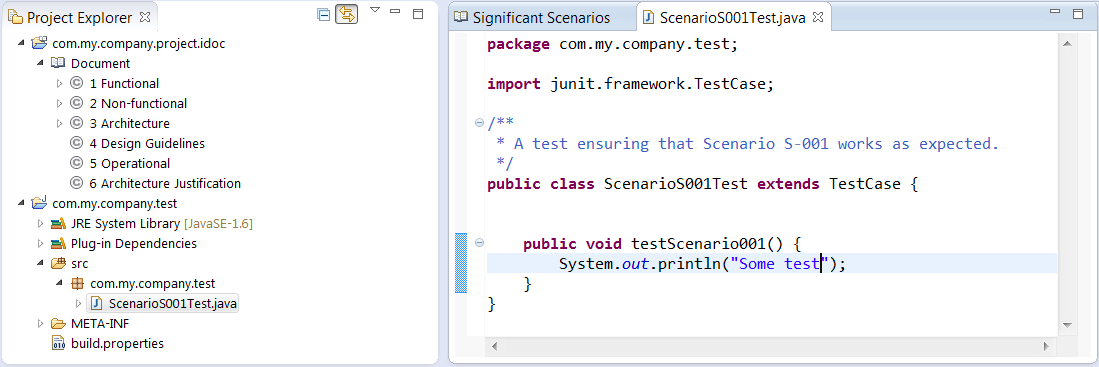 Project Explorer
com.my.company.project.idoc
Document
1 Functional
2 Non-functional
3 Architecture
4 Design Guidelines
5 Operational
6 Architecture Justification
com.my.company.test
JRE System Library [JavaSE-1.6]
Plug-in Dependencies
src
com.my.company.test
ScenarioS001Test.java
META-INF
build.properties
Significant Scenarios
ScenarioS001Test.java
package com.my.company.test;
import junit.framework.TestCase;
/**
* A test ensuring that Scenario S-001 works as expected.
*/
public class ScenarioS001Test extends TestCase {
public void testScenario001() {
System.out.println("Some test");
}
}